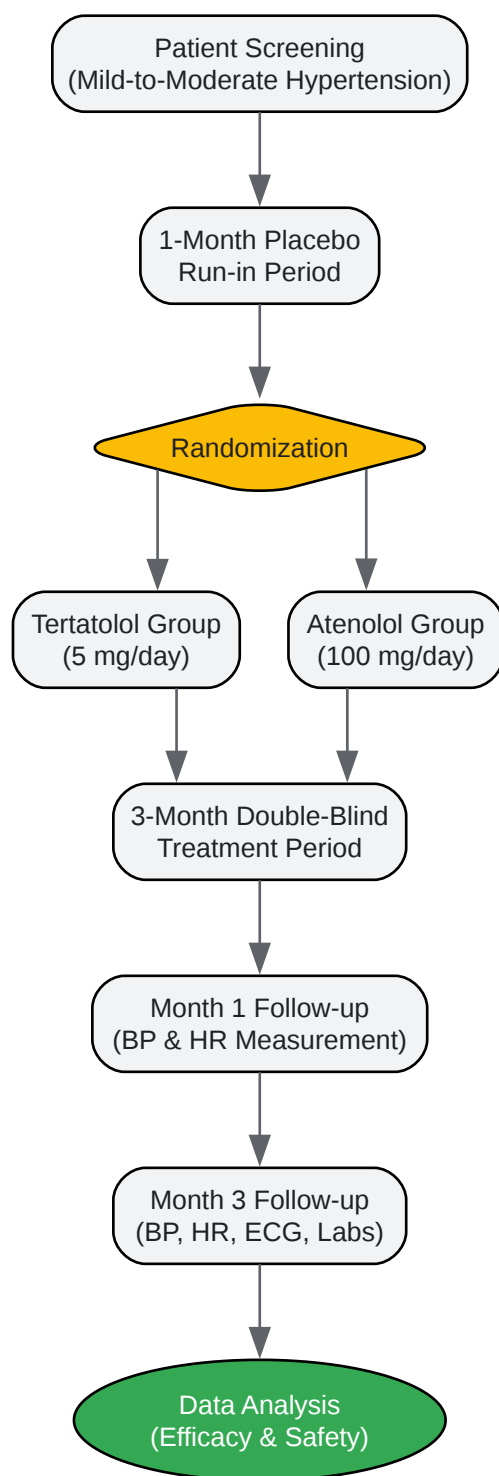 Patient Screening
(Mild-to-Moderate Hypertension)
1-Month Placebo
Run-in Period
Randomization
Tertatolol Group
(5 mg/day)
Atenolol Group
(100 mg/day)
3-Month Double-Blind
Treatment Period
Month 1 Follow-up
(BP & HR Measurement)
Month 3 Follow-up
(BP, HR, ECG, Labs)
Data Analysis
(Efficacy & Safety)